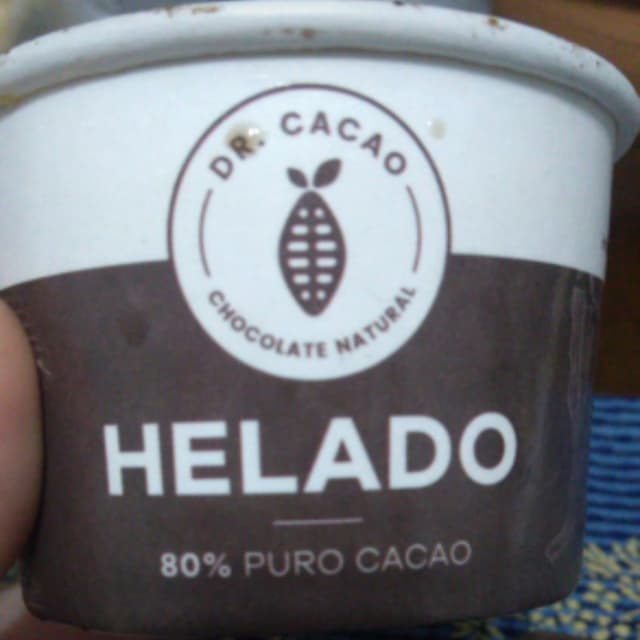 DR. CACAO
CHOCOLATE NATURAL
HELADO
80% PURO CACAO